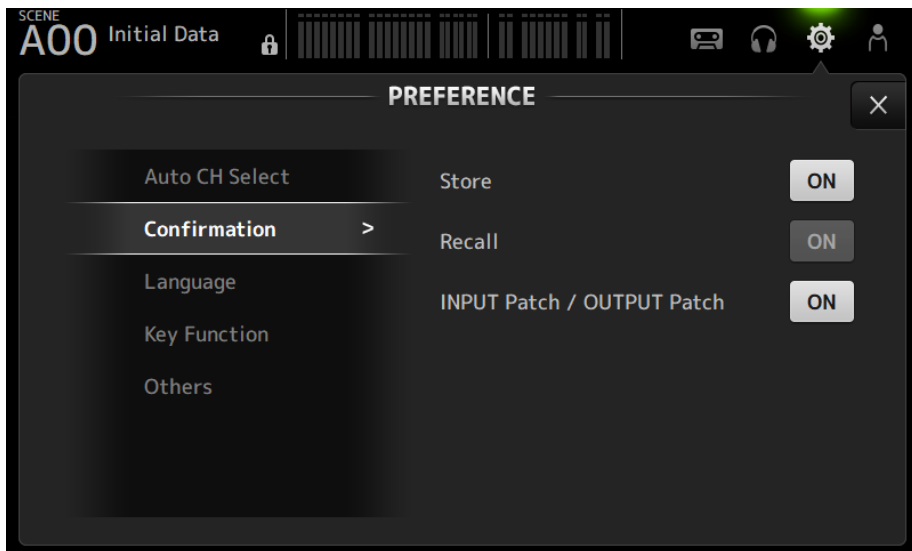 SCENE
A00 Initial Data
PREFERENCE
Auto CH Select
Confirmation >
Language
Key Function
Others
Store ON
Recall ON
INPUT Patch / OUTPUT Patch ON